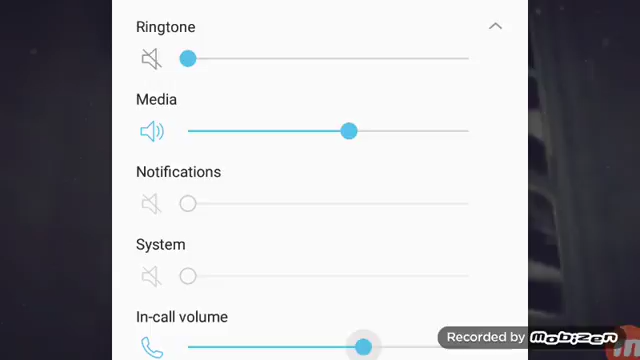 Ringtone
Media
Notifications
System
In-call volume
Recorded by Mobizen